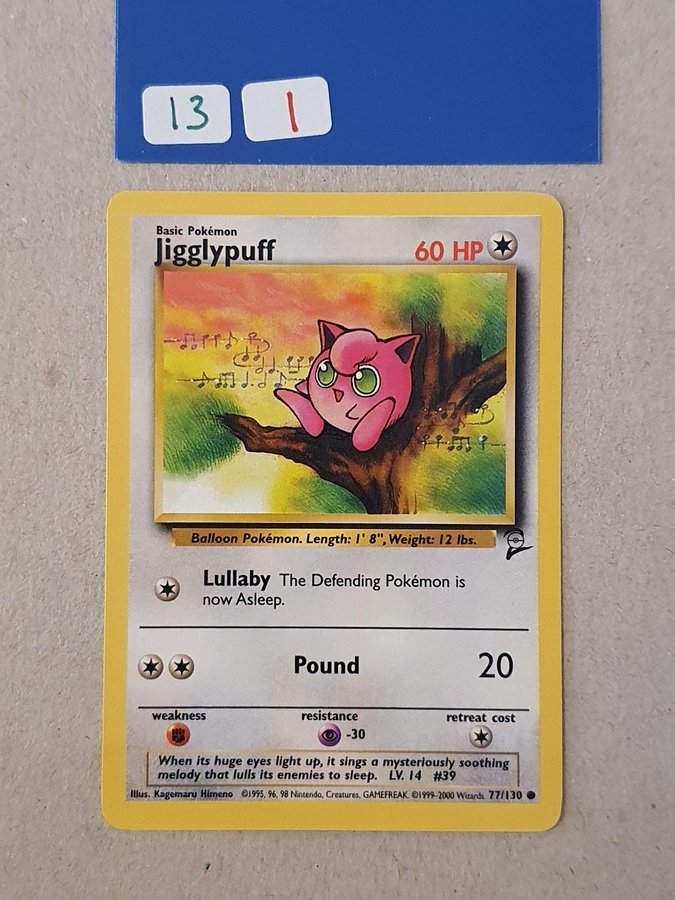 13 1
Basic Pokémon
Jigglypuff 60 HP
Balloon Pokémon. Length: 1' 8", Weight: 12 lbs.
Lullaby The Defending Pokémon is
now Asleep.
Pound 20
weakness resistance retreat cost
-30
When its huge eyes light up, it sings a mysteriously soothing
melody that lulls its enemies to sleep. LV. 14 #39
Illus. Kagemaru Himeno ©1995, 96, 98 Nintendo, Creatures, GAMEFREAK. ©1999-2000 Wizards. 77/130